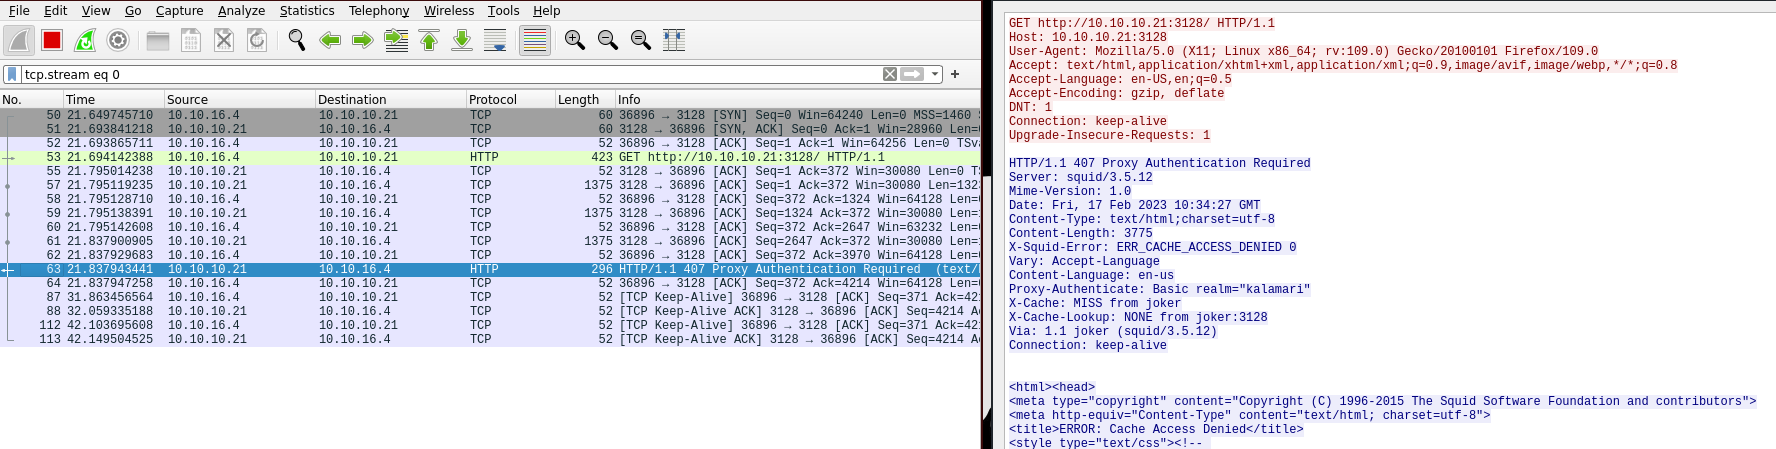 File Edit View Go Capture Analyze Statistics Telephony Wireless Tools Help
tcp.stream eq 0
No. Time Source Destination Protocol Length Info
50 21.649745710 10.10.16.4 10.10.10.21 TCP 60 36896 → 3128 [SYN] Seq=0 Win=64240 Len=0 MSS=1460
51 21.693841218 10.10.10.21 10.10.16.4 TCP 60 3128 → 36896 [SYN, ACK] Seq=0 Ack=1 Win=28960 Len=
52 21.693865711 10.10.16.4 10.10.10.21 TCP 52 36896 → 3128 [ACK] Seq=1 Ack=1 Win=64256 Len=0 TSv
53 21.694142388 10.10.16.4 10.10.10.21 HTTP 423 GET http://10.10.10.21:3128/ HTTP/1.1
55 21.795014238 10.10.10.21 10.10.16.4 TCP 52 3128 → 36896 [ACK] Seq=1 Ack=372 Win=30080 Len=0 T
57 21.795119235 10.10.10.21 10.10.16.4 TCP 1375 3128 → 36896 [ACK] Seq=1 Ack=372 Win=30080 Len=132
58 21.795128710 10.10.16.4 10.10.10.21 TCP 52 36896 → 3128 [ACK] Seq=372 Ack=1324 Win=64128 Len=
59 21.795138391 10.10.10.21 10.10.16.4 TCP 1375 3128 → 36896 [ACK] Seq=1324 Ack=372 Win=30080 Len=
60 21.795142608 10.10.16.4 10.10.10.21 TCP 52 36896 → 3128 [ACK] Seq=372 Ack=2647 Win=63232 Len=
61 21.837900905 10.10.10.21 10.10.16.4 TCP 1375 3128 → 36896 [ACK] Seq=2647 Ack=372 Win=30080 Len=
62 21.837929683 10.10.16.4 10.10.10.21 TCP 52 36896 → 3128 [ACK] Seq=372 Ack=3970 Win=64128 Len=
63 21.837943441 10.10.10.21 10.10.16.4 HTTP 296 HTTP/1.1 407 Proxy Authentication Required (text/
64 21.837947258 10.10.16.4 10.10.10.21 TCP 52 36896 → 3128 [ACK] Seq=372 Ack=4214 Win=64128 Len=
87 31.863456564 10.10.16.4 10.10.10.21 TCP 52 [TCP Keep-Alive] 36896 → 3128 [ACK] Seq=371 Ack=42
88 32.059335188 10.10.10.21 10.10.16.4 TCP 52 [TCP Keep-Alive ACK] 3128 → 36896 [ACK] Seq=4214 A
112 42.103695608 10.10.16.4 10.10.10.21 TCP 52 [TCP Keep-Alive] 36896 → 3128 [ACK] Seq=371 Ack=42
113 42.149504525 10.10.10.21 10.10.16.4 TCP 52 [TCP Keep-Alive ACK] 3128 → 36896 [ACK] Seq=4214 A
GET http://10.10.10.21:3128/ HTTP/1.1
Host: 10.10.10.21:3128
User-Agent: Mozilla/5.0 (X11; Linux x86_64; rv:109.0) Gecko/20100101 Firefox/109.0
Accept: text/html,application/xhtml+xml,application/xml;q=0.9,image/avif,image/webp,*/*;q=0.8
Accept-Language: en-US,en;q=0.5
Accept-Encoding: gzip, deflate
DNT: 1
Connection: keep-alive
Upgrade-Insecure-Requests: 1
HTTP/1.1 407 Proxy Authentication Required
Server: squid/3.5.12
Mime-Version: 1.0
Date: Fri, 17 Feb 2023 10:34:27 GMT
Content-Type: text/html;charset=utf-8
Content-Length: 3775
X-Squid-Error: ERR_CACHE_ACCESS_DENIED 0
Vary: Accept-Language
Content-Language: en-us
Proxy-Authenticate: Basic realm="kalamari"
X-Cache: MISS from joker
X-Cache-Lookup: NONE from joker:3128
Via: 1.1 joker (squid/3.5.12)
Connection: keep-alive
<html><head>
<meta type="copyright" content="Copyright (C) 1996-2015 The Squid Software Foundation and contributors">
<meta http-equiv="Content-Type" content="text/html; charset=utf-8">
<title>ERROR: Cache Access Denied</title>
<style type="text/css"><!--